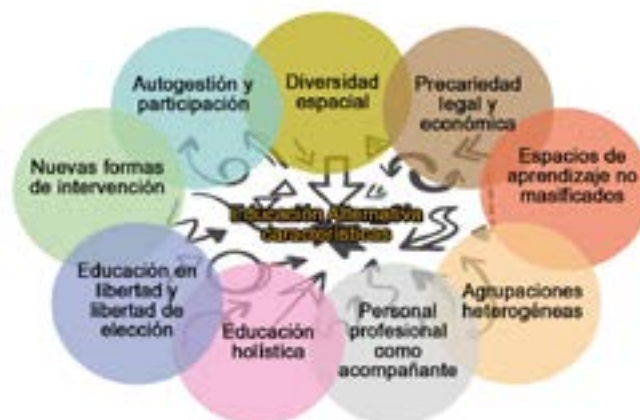 Diversidad
espacial
Precariedad
legal y
económica
Espacios de
aprendizaje no
masificados
Agrupaciones
heterogéneas
Personal
profesional
como
acompañante
Educación
holística
Educación en
libertad y
libertad de
elección
Nuevas formas
de intervención
Autogestión y
participación
Educación Alternativa
características